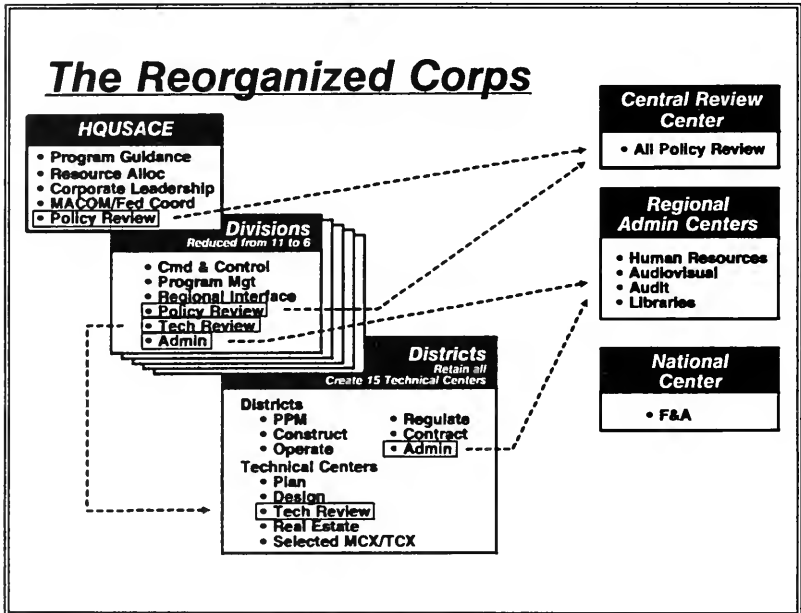 The Reorganized Corps
HQUSACE
• Program Guidance
• Resource Alloc
• Corporate Leadership
• MACOM/Fed Coord
• Policy Review
Divisions
Reduced from 11 to 6
• Cmd & Control
• Program Mgt
• Regional Interface
• Policy Review
• Tech Review
• Admin
Districts
Retain all
Create 15 Technical Centers
Districts
• PPM
• Construct
• Operate
• Regulate
• Contract
• Admin
Technical Centers
• Plan
• Design
• Tech Review
• Real Estate
• Selected MCX/TCX
Central Review
Center
• All Policy Review
Regional
Admin Centers
• Human Resources
• Audiovisual
• Audit
• Libraries
National
Center
• F&A